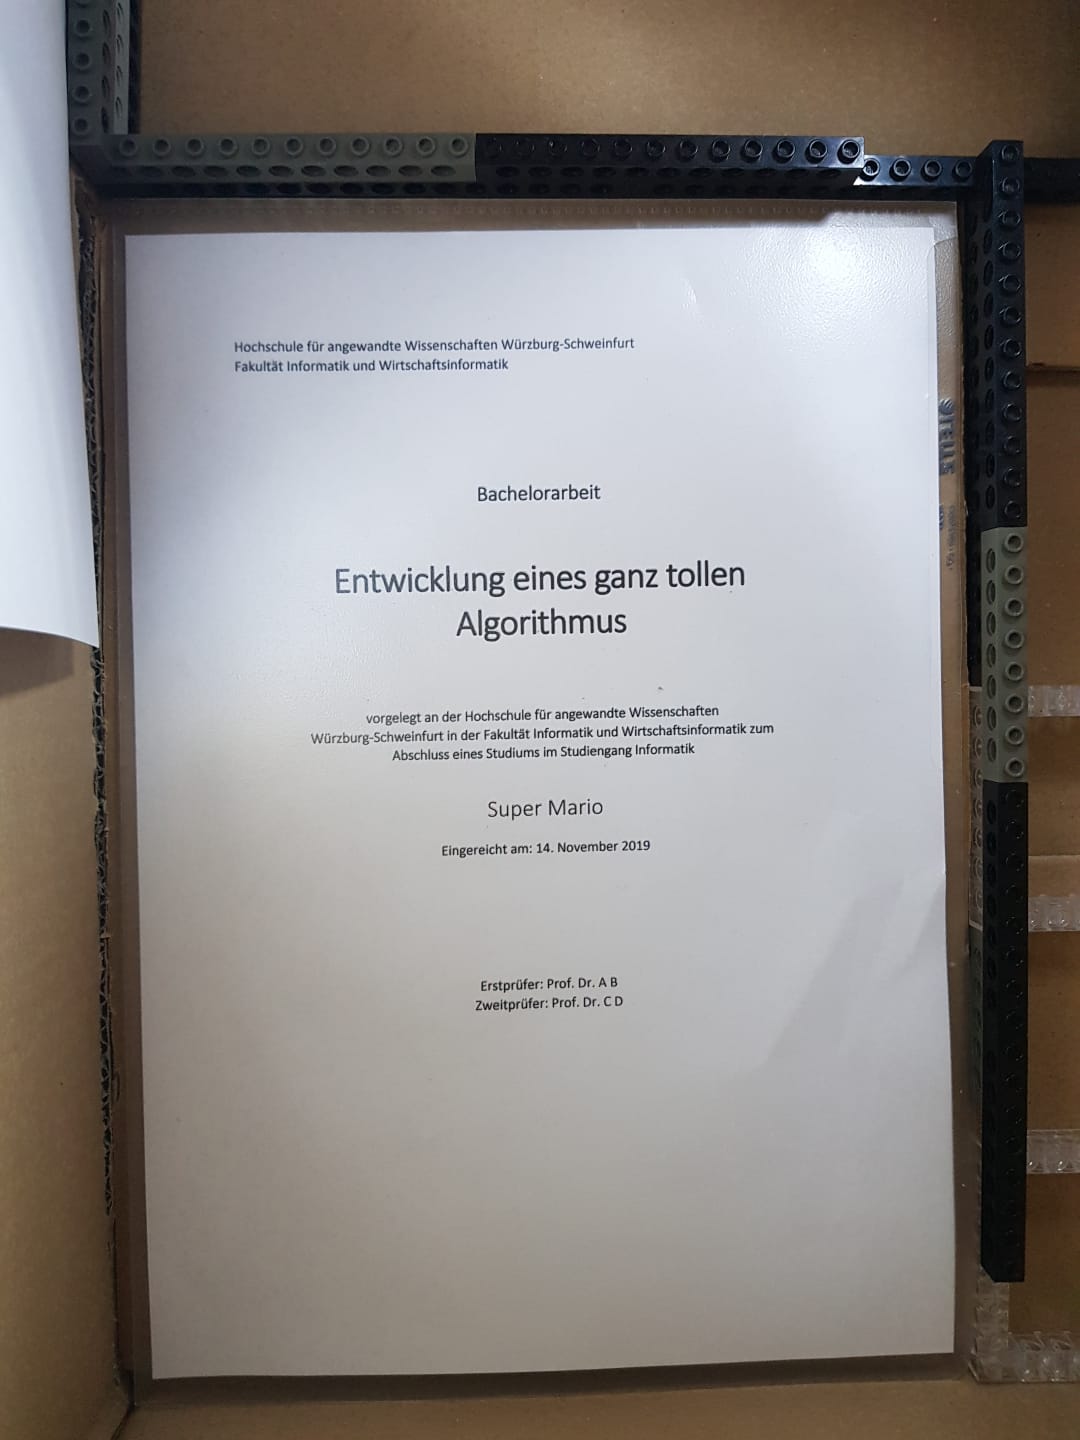 Hochschule für angewandte Wissenschaften Würzburg-Schweinfurt
Fakultät Informatik und Wirtschaftsinformatik
Bachelorarbeit
Entwicklung eines ganz tollen
Algorithmus
vorgelegt an der Hochschule für angewandte Wissenschaften
Würzburg-Schweinfurt in der Fakultät Informatik und Wirtschaftsinformatik zum
Abschluss eines Studiums im Studiengang Informatik
Super Mario
Eingereicht am: 14. November 2019
Erstprüfer: Prof. Dr. A B
Zweitprüfer: Prof. Dr. C D